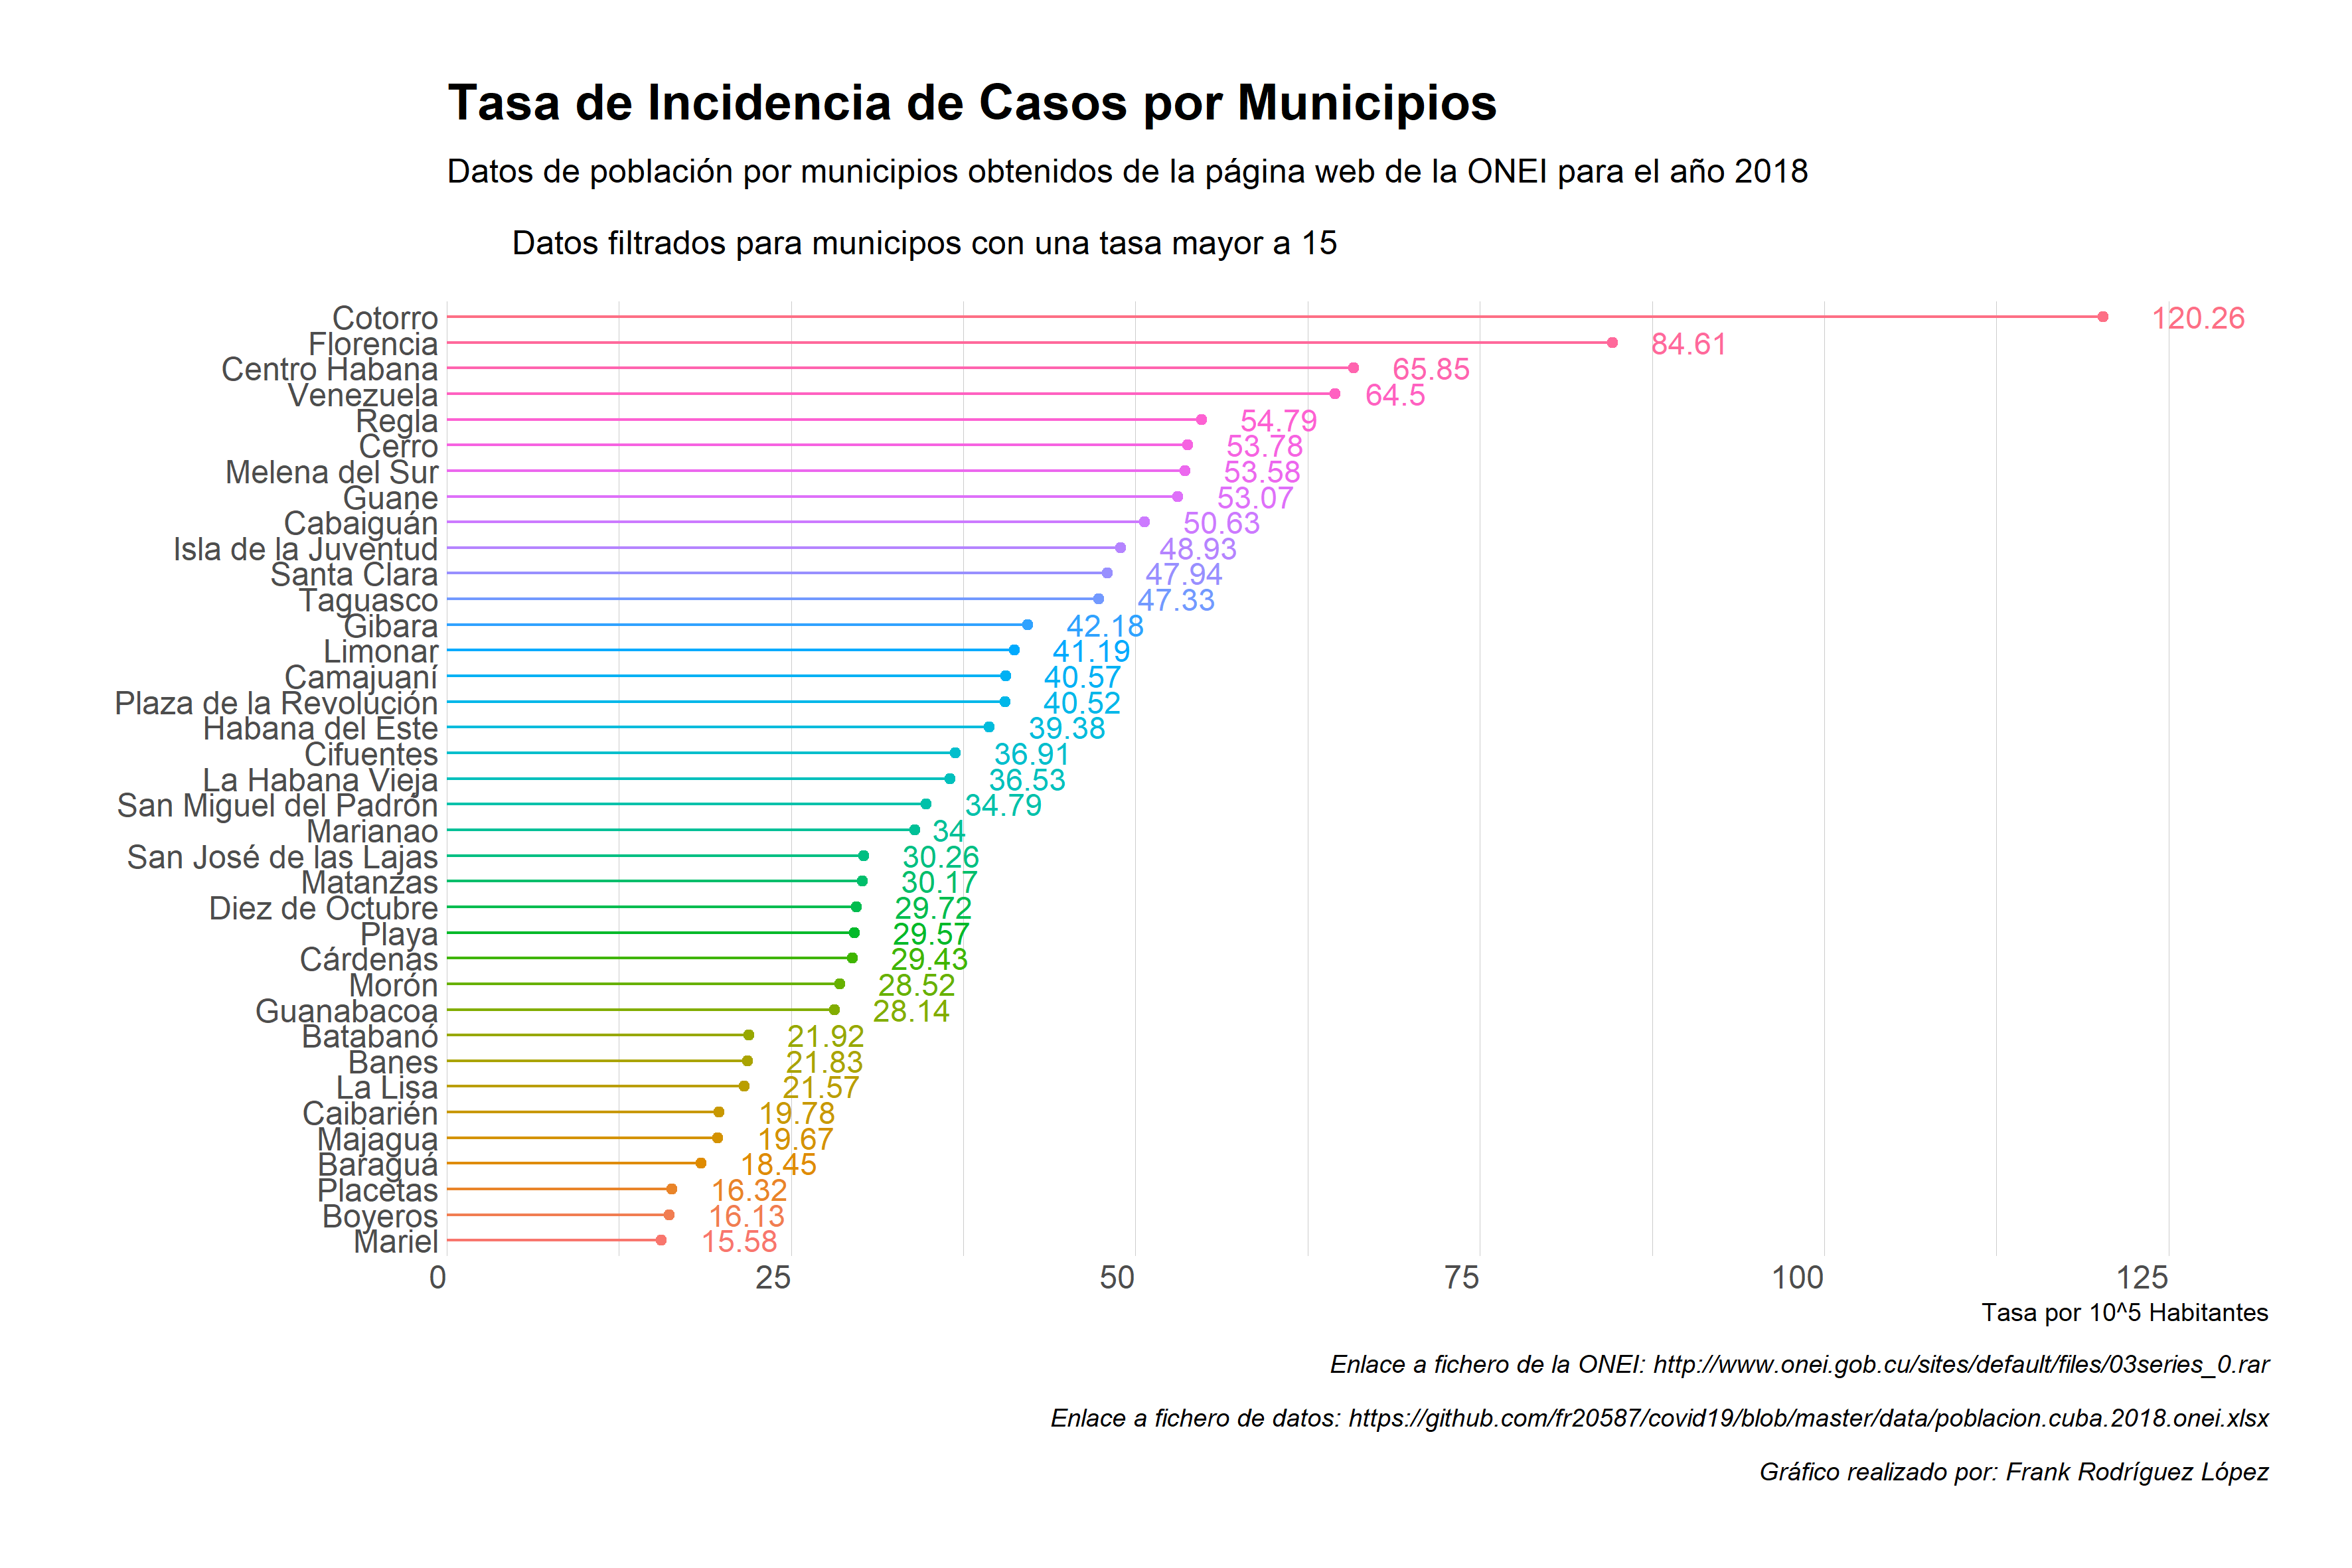 Tasa de Incidencia de Casos por Municipios
Datos de población por municipios obtenidos de la página web de la ONEI para el año 2018
Datos filtrados para municipos con una tasa mayor a 15
Cotorro 120.26
Florencia 84.61
Centro Habana 65.85
Venezuela 64.5
Regla 54.79
Cerro 53.78
Melena del Sur 53.58
Guane 53.07
Cabaiguán 50.63
Isla de la Juventud 48.93
Santa Clara 47.94
Taguasco 47.33
Gibara 42.18
Limonar 41.19
Camajuaní 40.57
Plaza de la Revolución 40.52
Habana del Este 39.38
Cifuentes 36.91
La Habana Vieja 36.53
San Miguel del Padrón 34.79
Marianao 34
San José de las Lajas 30.26
Matanzas 30.17
Diez de Octubre 29.72
Playa 29.57
Cárdenas 29.43
Morón 28.52
Guanabacoa 28.14
Batabanó 21.92
Banes 21.83
La Lisa 21.57
Caibarién 19.78
Majagua 19.67
Baraguá 18.45
Placetas 16.32
Boyeros 16.13
Mariel 15.58
0 25 50 75 100 125
Tasa por 10^5 Habitantes
Enlace a fichero de la ONEI: http://www.onei.gob.cu/sites/default/files/03series_0.rar
Enlace a fichero de datos: https://github.com/fr20587/covid19/blob/master/data/poblacion.cuba.2018.onei.xlsx
Gráfico realizado por: Frank Rodríguez López